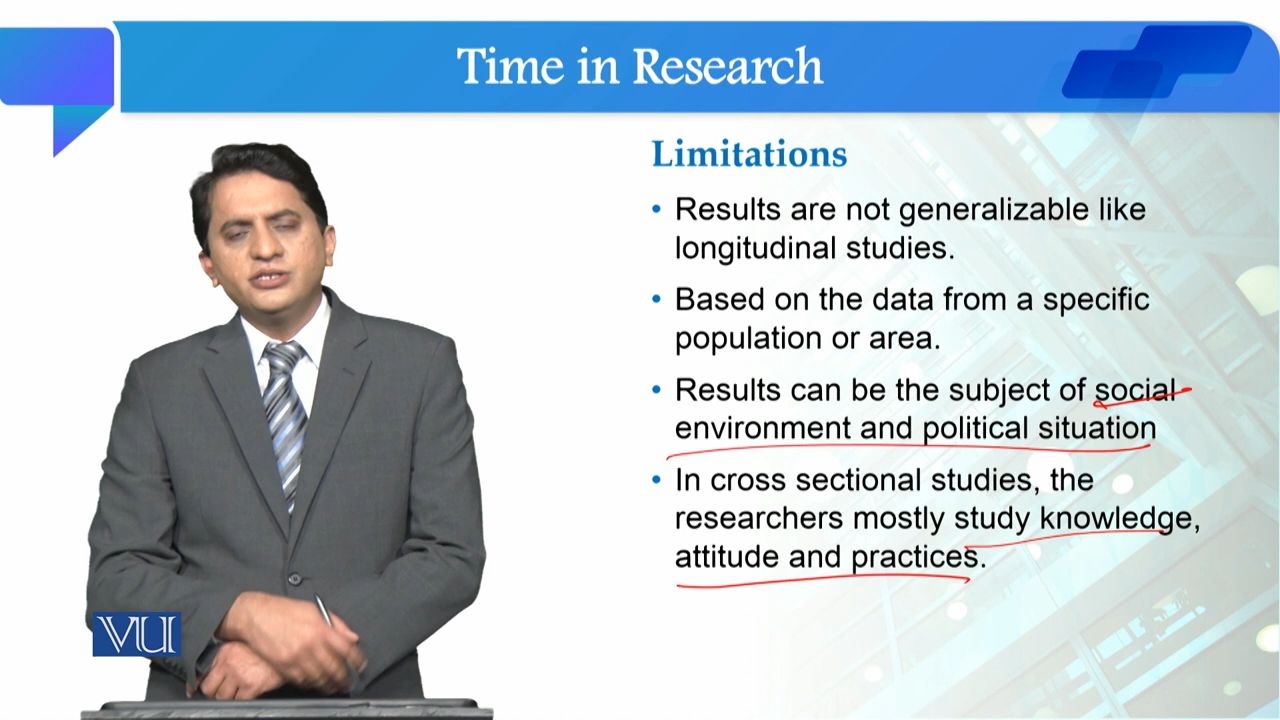 Time in Research
Limitations
• Results are not generalizable like
longitudinal studies.
• Based on the data from a specific
population or area.
• Results can be the subject of social
environment and political situation
• In cross sectional studies, the
researchers mostly study knowledge,
attitude and practices.
VU